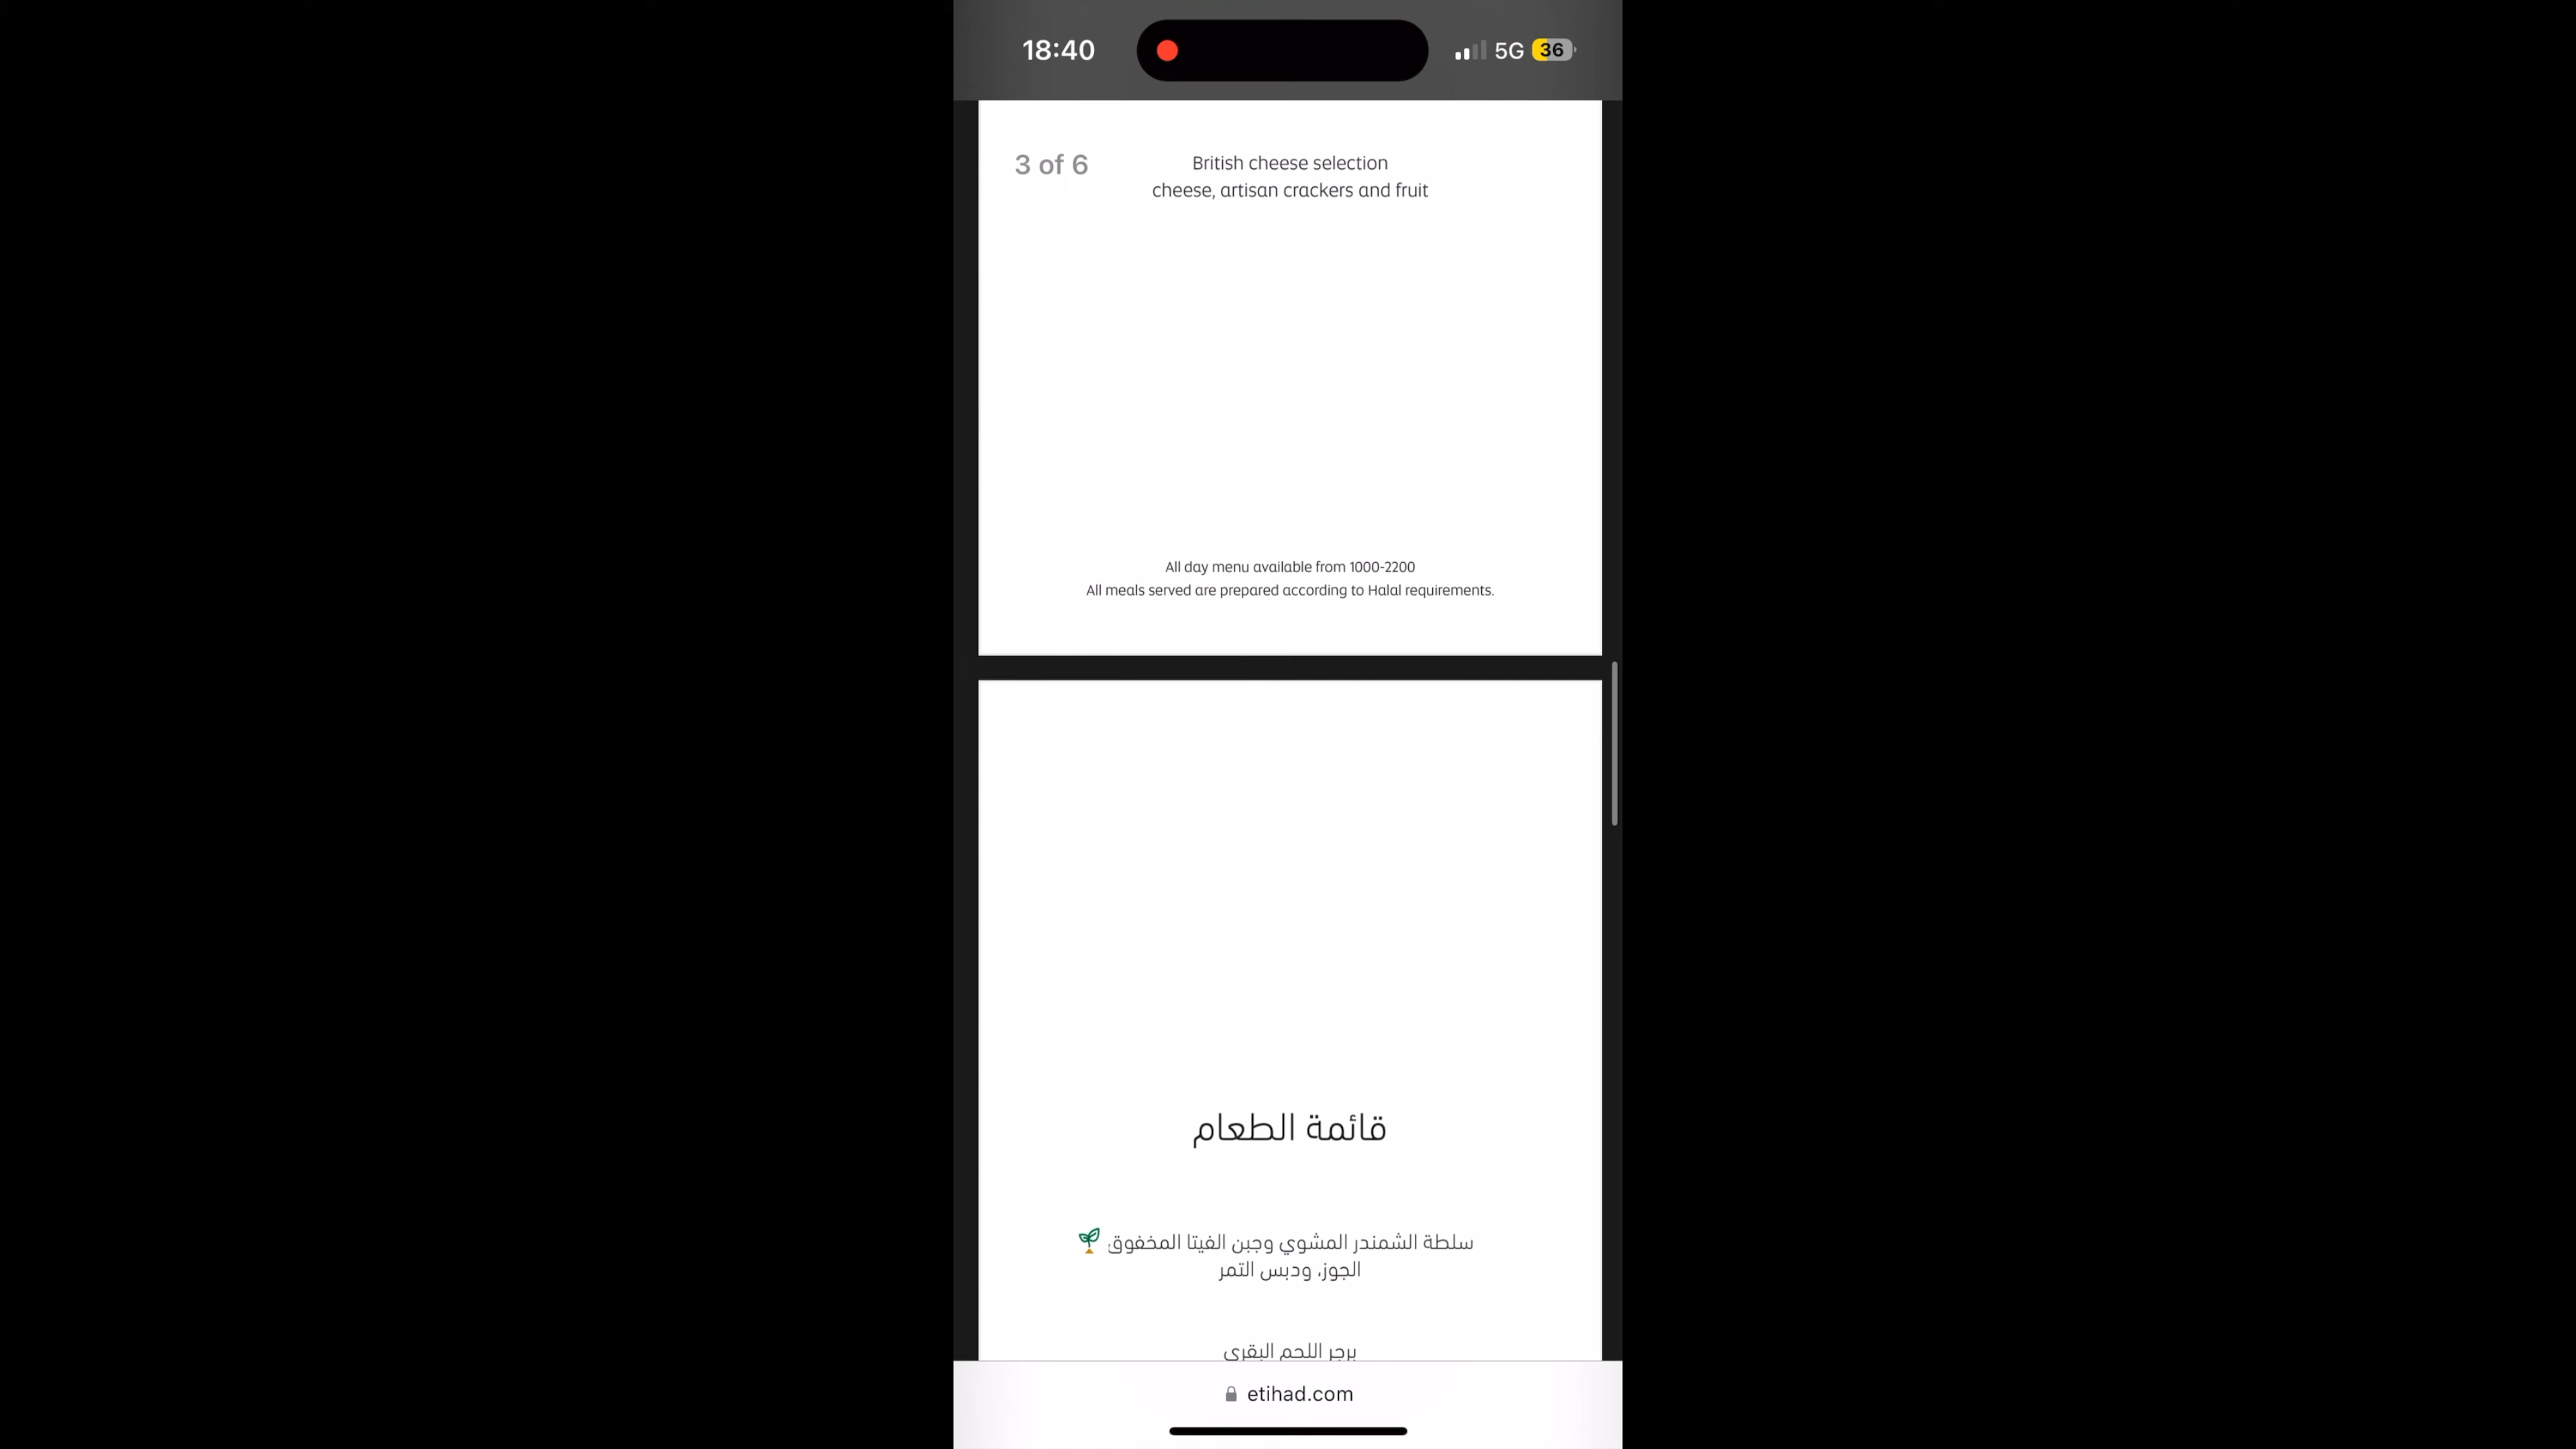 18:40
5G
36
3 of 6
British cheese selection
cheese, artisan crackers and fruit
All day menu available from 1000-2200
All meals served are prepared according to Halal requirements.
قائمة الطعام
سلطة الشمندر المشوي وجبن الفيتا المخفوق
الجوز، ودبس التمر
برجر اللحم البقري
etihad.com